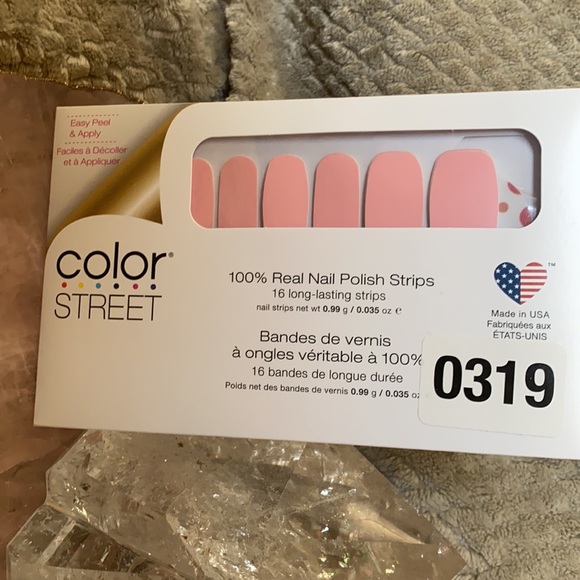 Easy Peel
& Apply
Faciles à Décoller
et à Appliquer
color®
STREET
100% Real Nail Polish Strips
16 long-lasting strips
nail strips net wt 0.99 g / 0.035 oz ℮
Bandes de vernis
à ongles véritable à 100%
16 bandes de longue durée
Poids net des bandes de vernis 0.99 g / 0.035 oz
™
Made in USA
Fabriquées aux
ÉTATS-UNIS
0319